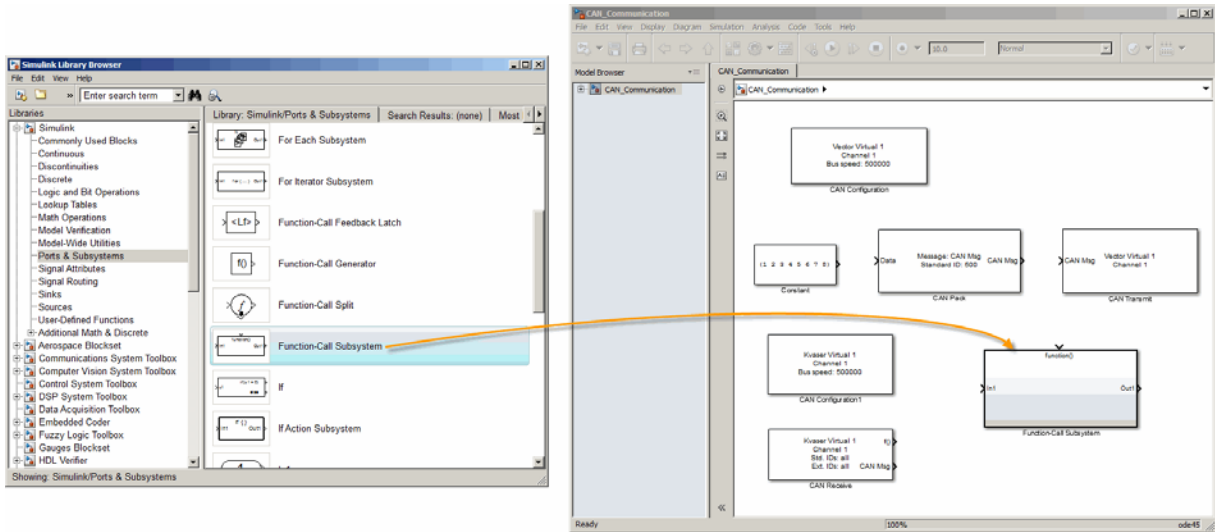 Simulink Library Browser
File Edit View Help
» Enter search term
Libraries
Library: Simulink/Ports & Subsystems
Search Results: (none)
Most
Simulink
Commonly Used Blocks
Continuous
Discontinuities
Discrete
Logic and Bit Operations
Lookup Tables
Math Operations
Model Verification
Model-Wide Utilities
Ports & Subsystems
Signal Attributes
Signal Routing
Sinks
Sources
User-Defined Functions
Additional Math & Discrete
Aerospace Blockset
Communications System Toolbox
Computer Vision System Toolbox
Control System Toolbox
DSP System Toolbox
Data Acquisition Toolbox
Embedded Coder
Fuzzy Logic Toolbox
Gauges Blockset
HDL Verifier
For Each Subsystem
For Iterator Subsystem
<Lf>
Function-Call Feedback Latch
f()
Function-Call Generator
f
Function-Call Split
Function-Call Subsystem
If
If Action Subsystem
Showing: Simulink/Ports & Subsystems
CAN_Communication
File Edit View Display Diagram Simulation Analysis Code Tools Help
10.0
Normal
Model Browser
CAN_Communication
CAN_Communication
CAN_Communication
Vector Virtual 1
Channel 1
Bus speed: 500000
CAN Configuration
[1 2 3 4 5 6 7 8]
Constant
Data
Message: CAN Msg
Standard ID: 500
CAN Msg
CAN Pack
CAN Msg
Vector Virtual 1
Channel 1
CAN Transmit
Kvaser Virtual 1
Channel 1
Bus speed: 500000
CAN Configuration1
function()
In1
Out1
Function-Call Subsystem
Kvaser Virtual 1
Channel 1
Std. IDs: all
Ext. IDs: all
f()
CAN Msg
CAN Receive
Ready
100%
ode45